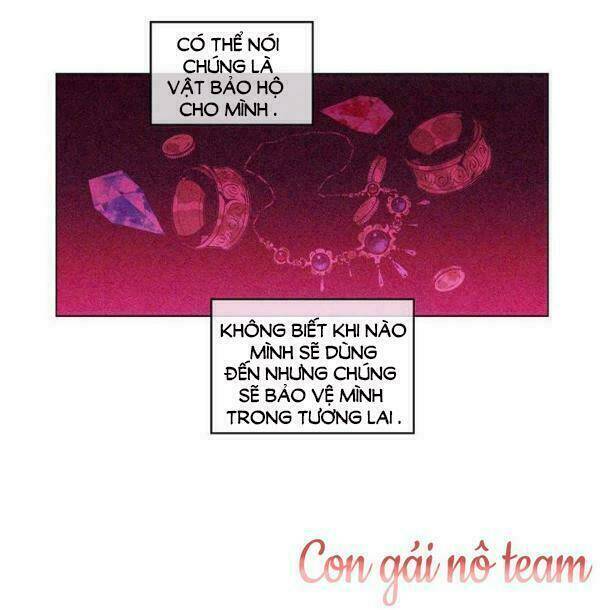 CÓ THỂ NÓI
CHÚNG LÀ
VẬT BẢO HỘ
CHO MÌNH .
KHÔNG BIẾT KHI NÀO
MÌNH SẼ DÙNG
ĐẾN NHƯNG CHÚNG
SẼ BẢO VỆ MÌNH
TRONG TƯƠNG LAI .
Con gái nô team